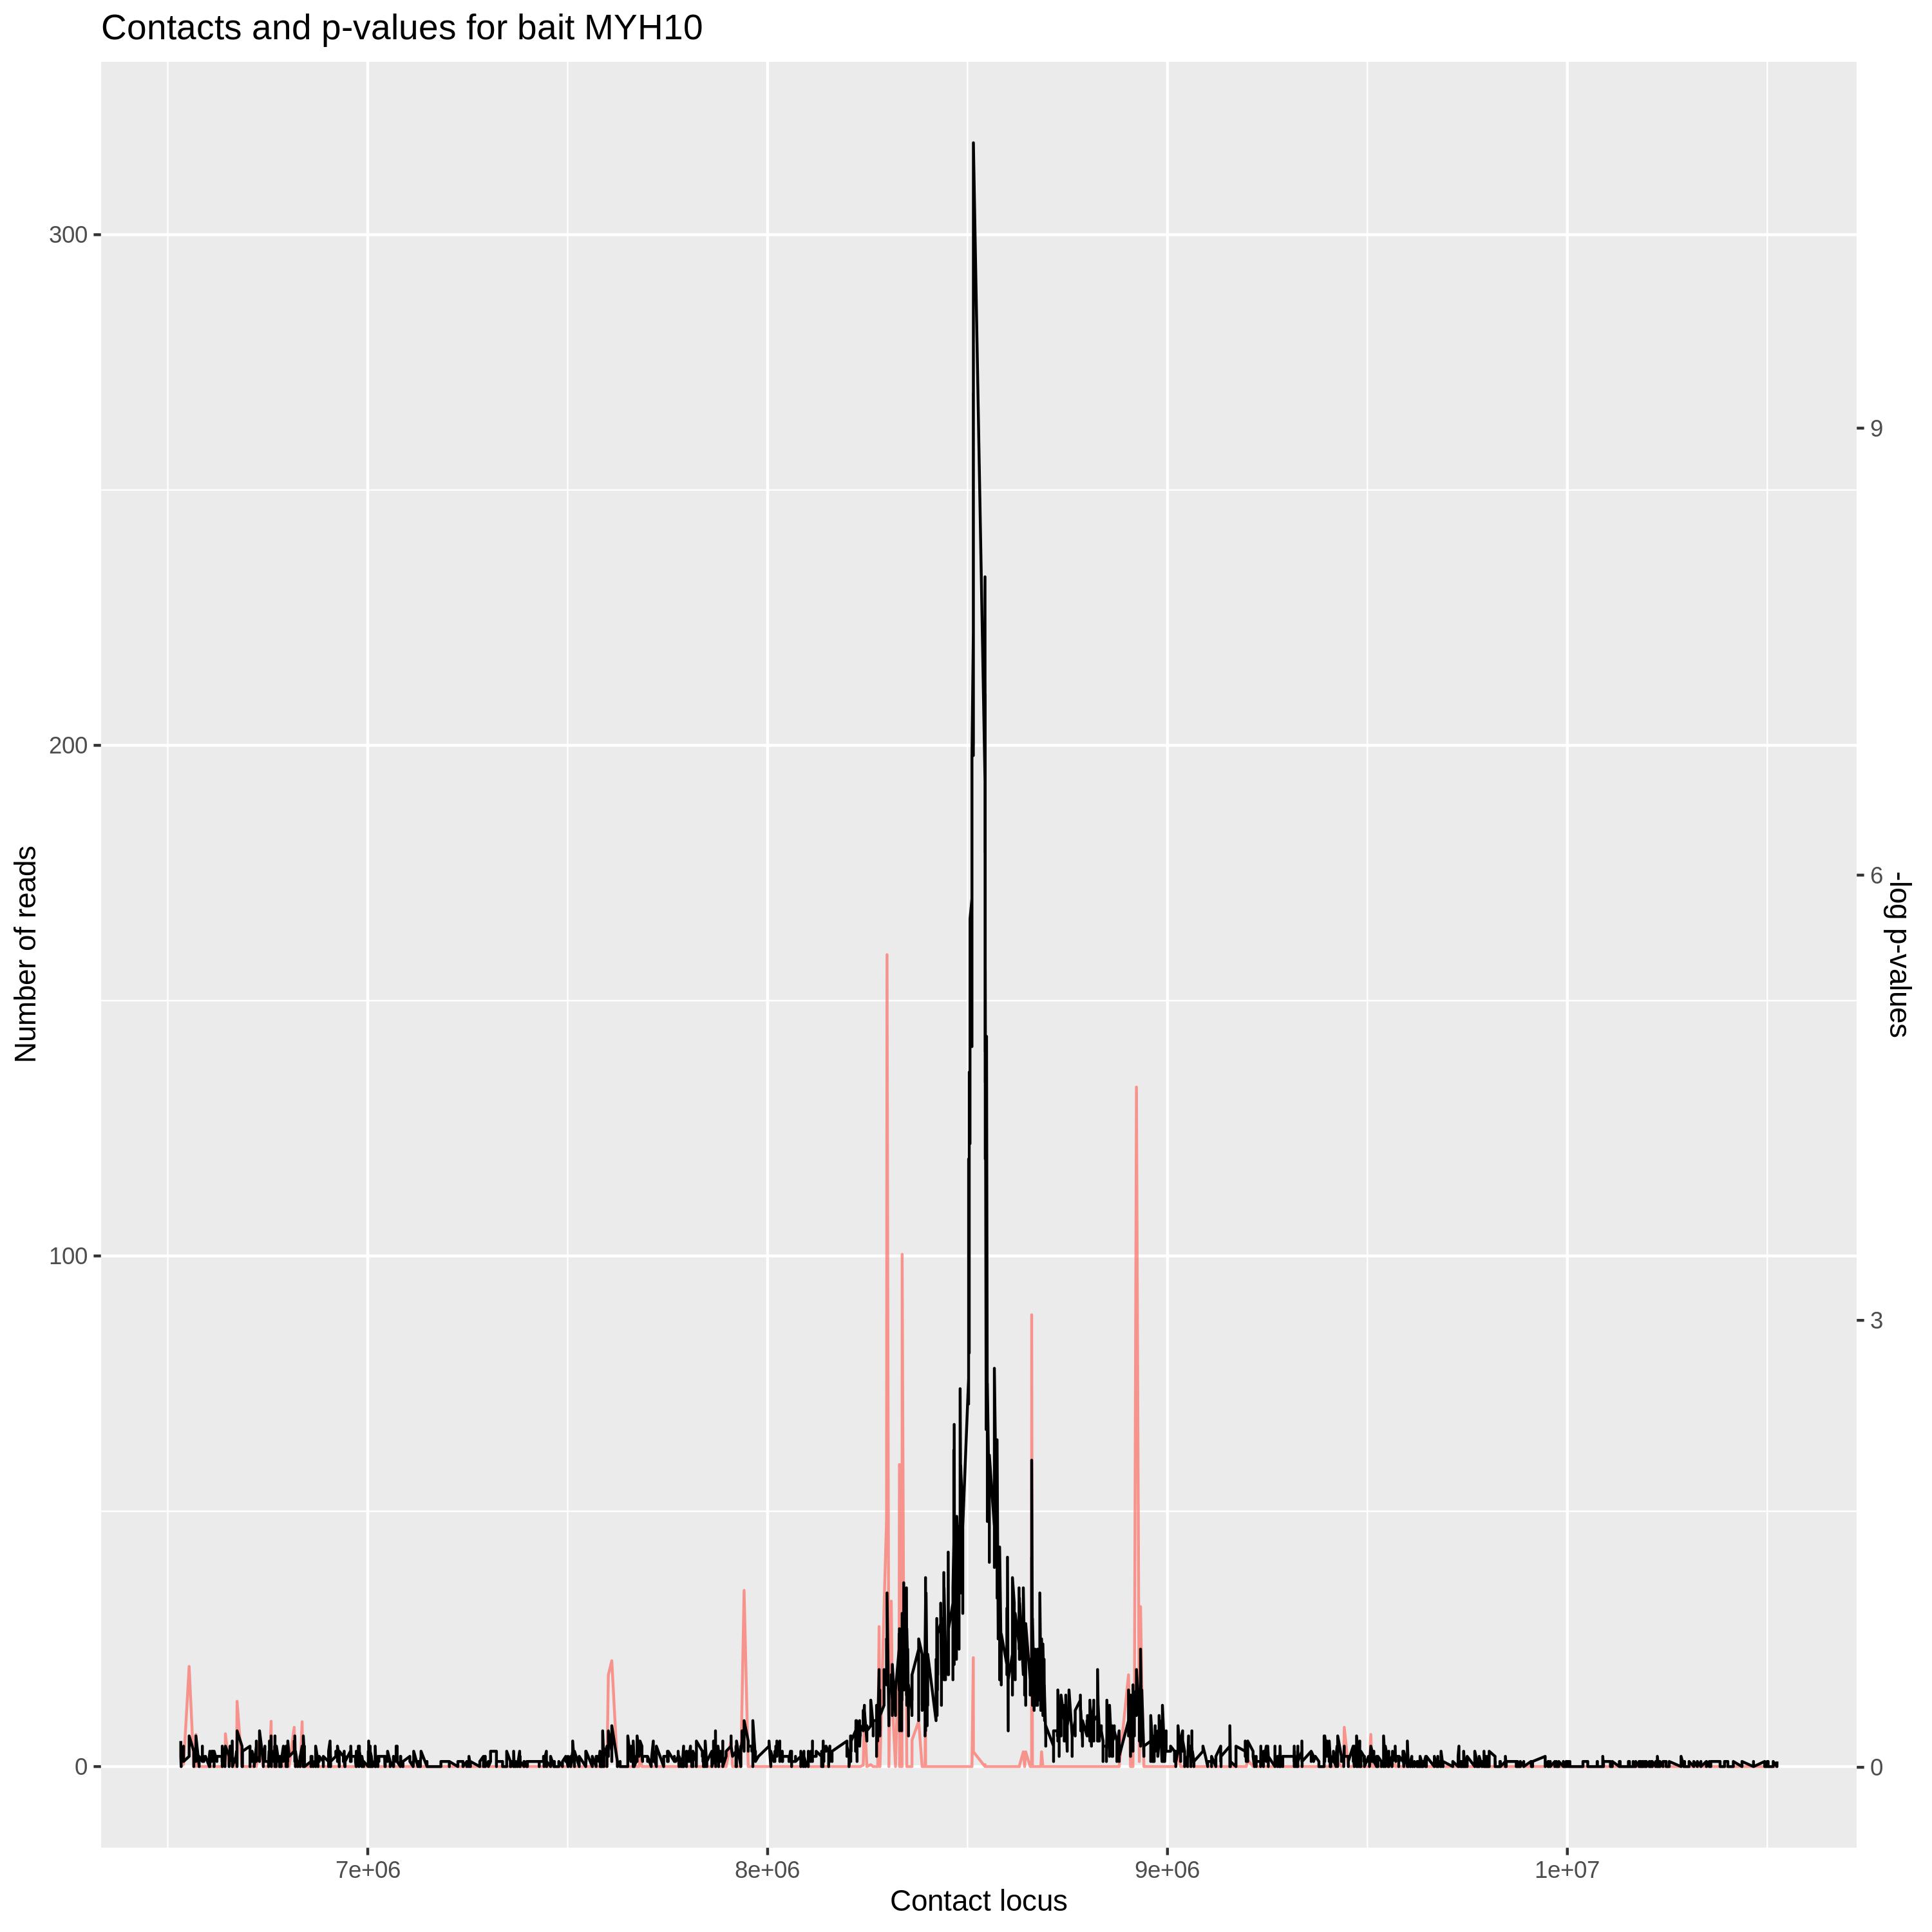 Contacts and p-values for bait MYH10
Number of reads
300
200
100
0
9
6
3
0
-log p-values
7e+06
8e+06
9e+06
1e+07
Contact locus